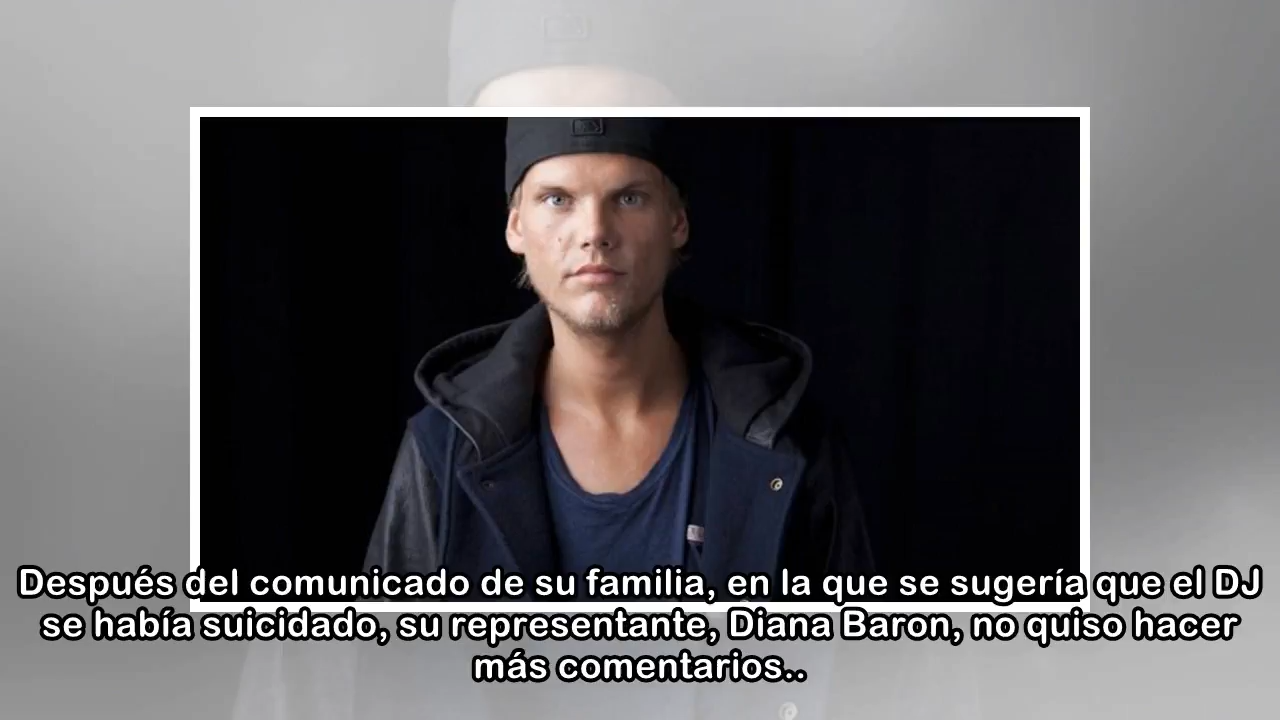 Después del comunicado de su familia, en la que se sugería que el DJ
se había suicidado, su representante, Diana Baron, no quiso hacer
más comentarios..